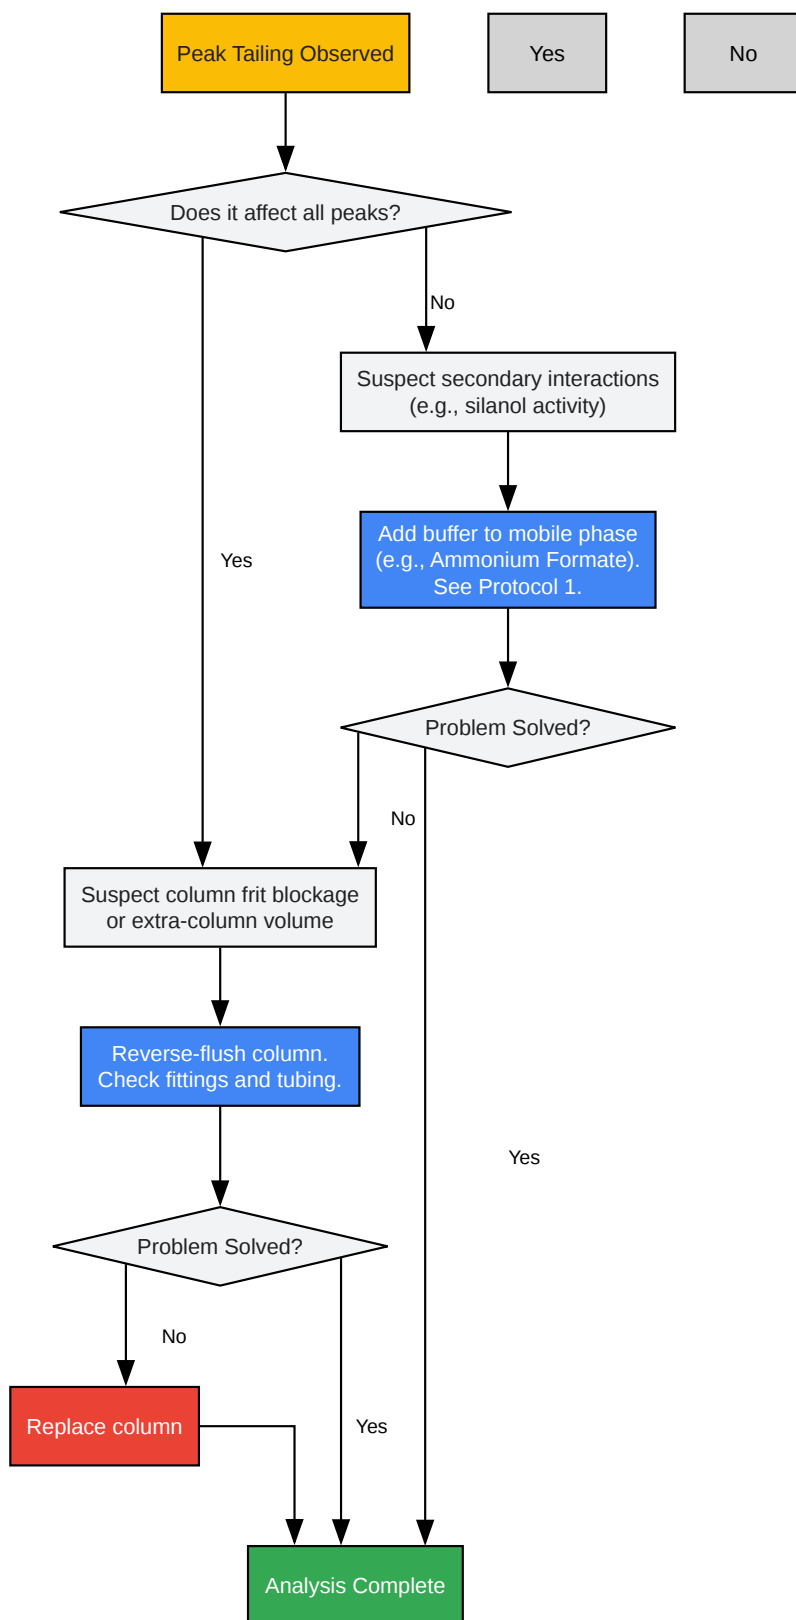 Peak Tailing Observed
Yes
No
Does it affect all peaks?
No
Suspect secondary interactions
(e.g., silanol activity)
Yes
Add buffer to mobile phase
(e.g., Ammonium Formate).
See Protocol 1.
Problem Solved?
No
Suspect column frit blockage
or extra-column volume
Reverse-flush column.
Check fittings and tubing.
Yes
Problem Solved?
No
Replace column
Yes
Analysis Complete